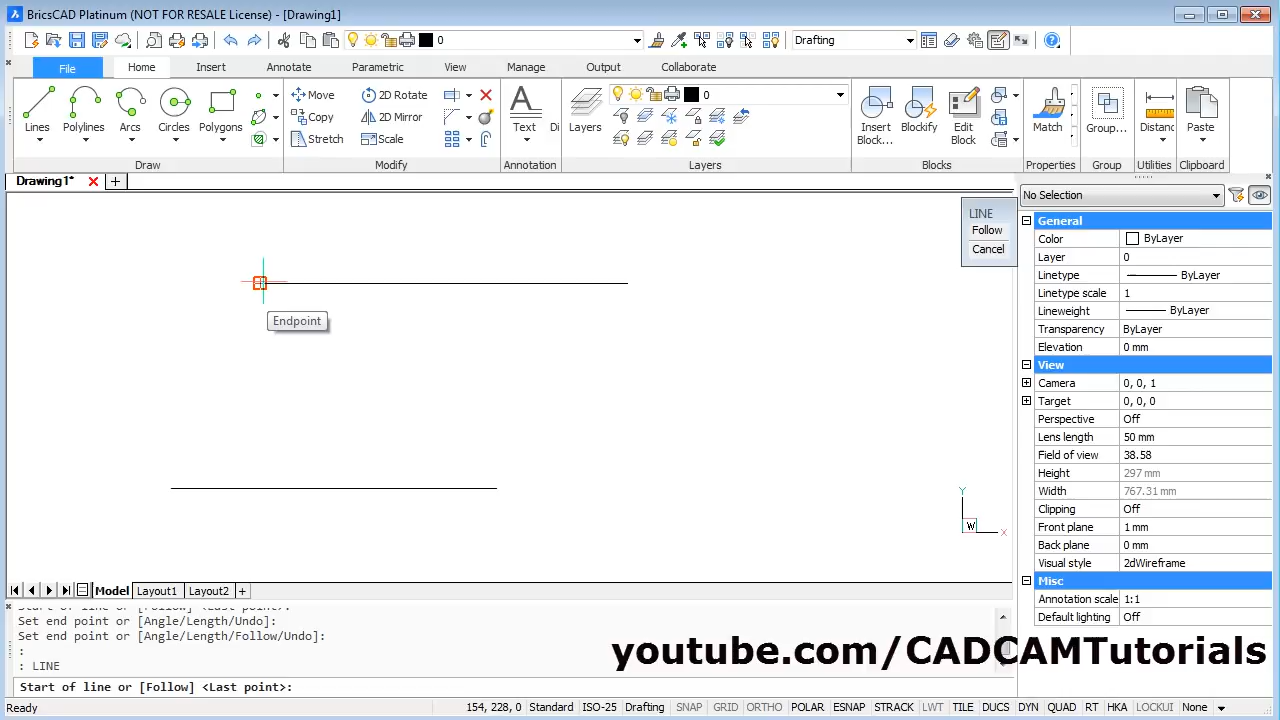 BricsCAD Platinum (NOT FOR RESALE License) - [Drawing1]
0
Drafting
File
Home
Insert
Annotate
Parametric
View
Manage
Output
Collaborate
Lines
Polylines
Arcs
Circles
Polygons
Move
Copy
Stretch
2D Rotate
2D Mirror
Scale
A
Text
Di
Layers
0
Insert
Block...
Blockify
Edit
Block
Match
Group...
Distanc
Paste
Draw
Modify
Annotation
Layers
Blocks
Properties
Group
Utilities
Clipboard
Drawing1*
LINE
Follow
Cancel
Endpoint
Y
W
X
No Selection
General
Color ByLayer
Layer 0
Linetype ByLayer
Linetype scale 1
Lineweight ByLayer
Transparency ByLayer
Elevation 0 mm
View
Camera 0, 0, 1
Target 0, 0, 0
Perspective Off
Lens length 50 mm
Field of view 38.58
Height 297 mm
Width 767.31 mm
Clipping Off
Front plane 1 mm
Back plane 0 mm
Visual style 2dWireframe
Misc
Annotation scale 1:1
Default lighting Off
Model
Layout1
Layout2
Start of line or [Follow] <Last point>:
Set end point or [Angle/Length/Undo]:
Set end point or [Angle/Length/Follow/Undo]:
:
: LINE
Start of line or [Follow] <Last point>:
youtube.com/CADCAMTutorials
Ready
154, 228, 0 Standard ISO-25 Drafting SNAP GRID ORTHO POLAR ESNAP STRACK LWT TILE DUCS DYN QUAD RT HKA LOCKUI None